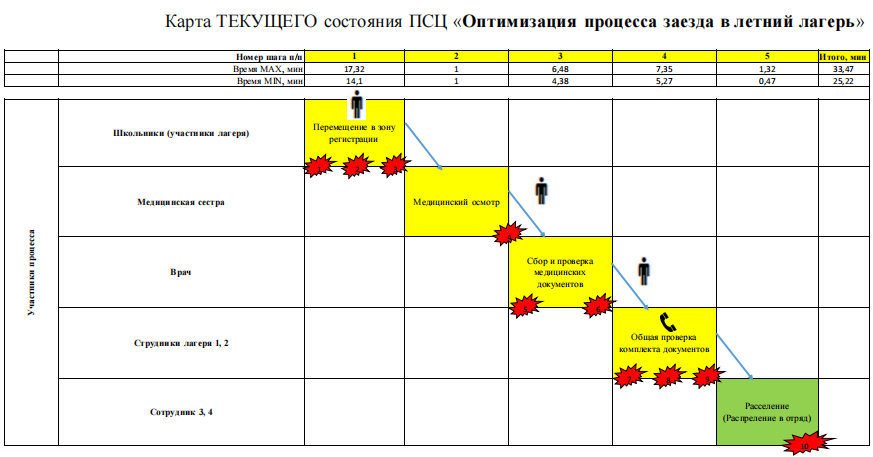 Карта ТЕКУЩЕГО состояния ПСЦ «Оптимизация процесса заезда в летний лагерь»
Номер шага п/п 1 2 3 4 5 Итого, мин
Время MAX, мин 17,32 1 6,48 7,35 1,32 33,47
Время MIN, мин 14,1 1 4,38 5,27 0,47 25,22
Участники процесса
Школьники (участники лагеря)
Перемещение в зону
регистрации
Медицинская сестра
Медицинский осмотр
Врач
Сбор и проверка
медицинских
документов
Струдники лагеря 1, 2
Общая проверка
комплекта документов
Сотрудник 3, 4
Расселение
(Распреление в отряд)
10